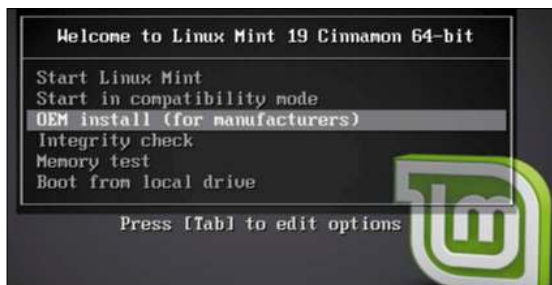 Welcome to Linux Mint 19 Cinnamon 64-bit
Start Linux Mint
Start in compatibility mode
OEM install (for manufacturers)
Integrity check
Memory test
Boot from local drive
Press [Tab] to edit options
lm